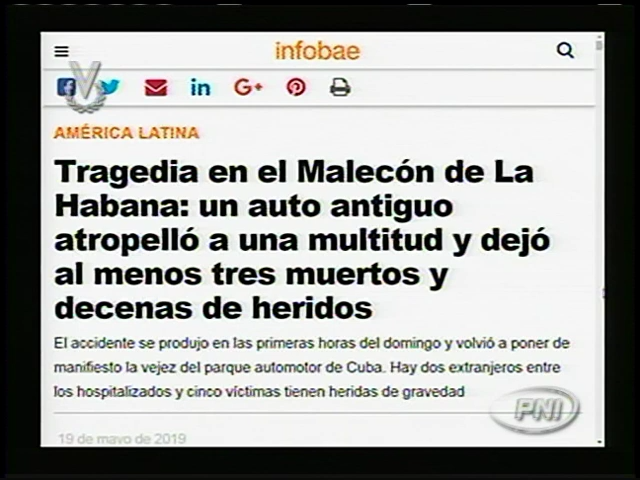 infobae
AMÉRICA LATINA
Tragedia en el Malecón de La
Habana: un auto antiguo
atropelló a una multitud y dejó
al menos tres muertos y
decenas de heridos
El accidente se produjo en las primeras horas del domingo y volvió a poner de
manifiesto la vejez del parque automotor de Cuba. Hay dos extranjeros entre
los hospitalizados y cinco víctimas tienen heridas de gravedad
PNI
19 de mayo de 2019